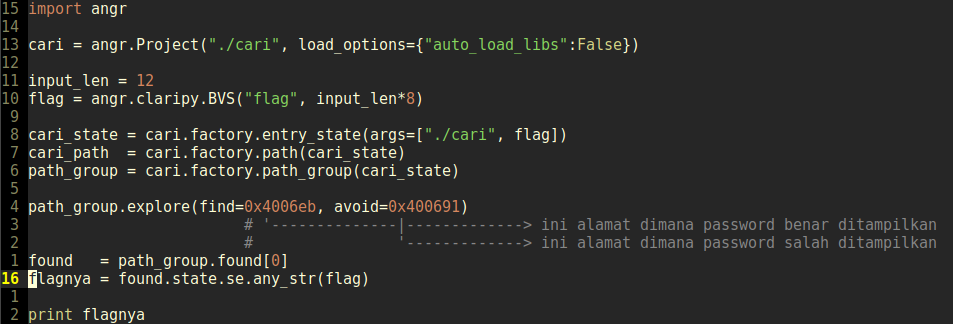 15 import angr
14
13 cari = angr.Project("./cari", load_options={"auto_load_libs":False})
12
11 input_len = 12
10 flag = angr.claripy.BVS("flag", input_len*8)
9
8 cari_state = cari.factory.entry_state(args=["./cari", flag])
7 cari_path  = cari.factory.path(cari_state)
6 path_group = cari.factory.path_group(cari_state)
5
4 path_group.explore(find=0x4006eb, avoid=0x400691)
3                         # '--------------|-------------> ini alamat dimana password benar ditampilkan
2                         #                '-------------> ini alamat dimana password salah ditampilkan
1 found   = path_group.found[0]
16 flagnya = found.state.se.any_str(flag)
1
2 print flagnya